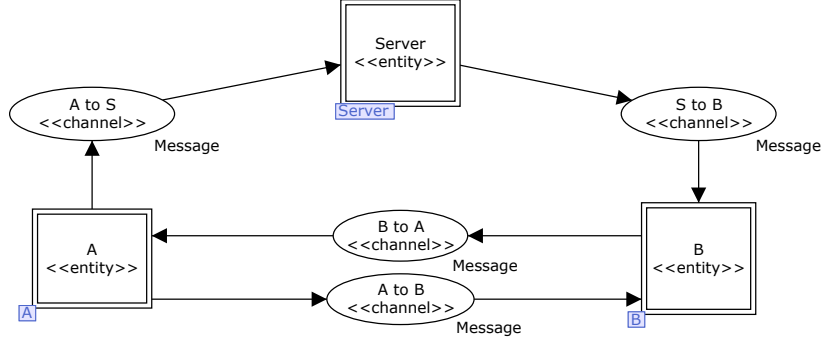 Server
<<entity>>
Server
A to S
<<channel>>
Message
S to B
<<channel>>
Message
A
<<entity>>
A
B to A
<<channel>>
Message
A to B
<<channel>>
Message
B
<<entity>>
B